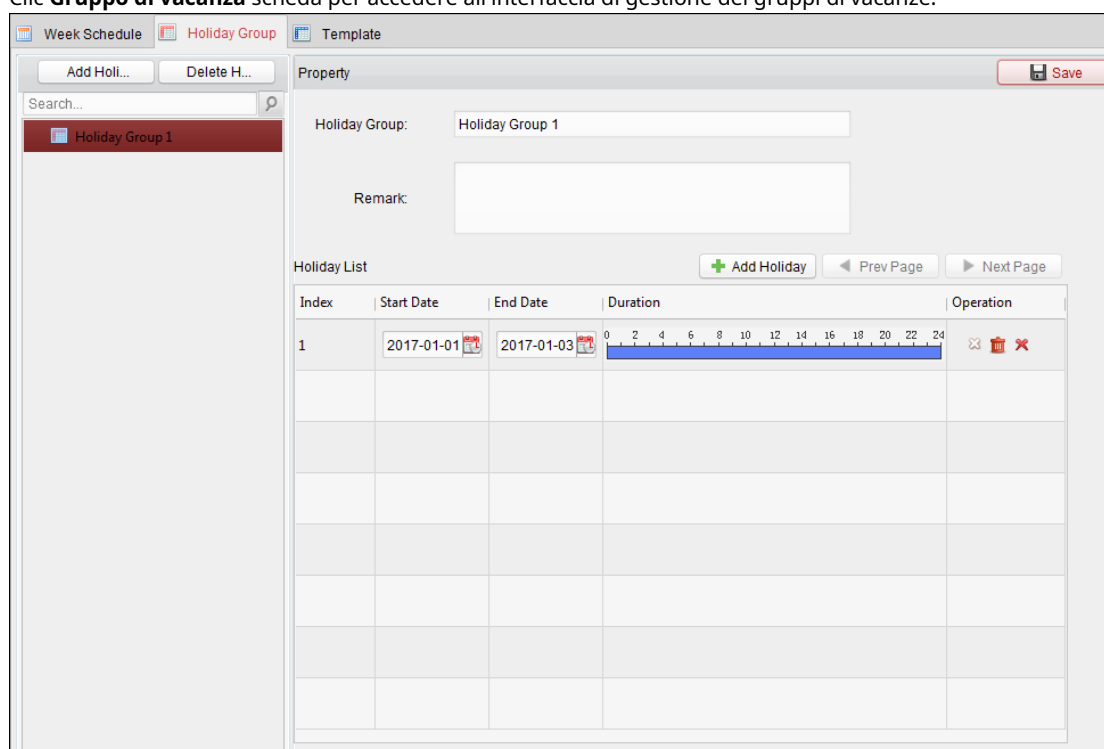 Clic Gruppo di vacanza scheda per accedere all'interfaccia di gestione dei gruppi di vacanze.
Week Schedule Holiday Group Template
Add Holi... Delete H... Property Save
Search...
Holiday Group 1
Holiday Group: Holiday Group 1
Remark:
Holiday List Add Holiday Prev Page Next Page
Index Start Date End Date Duration Operation
0 2 4 6 8 10 12 14 16 18 20 22 24
1 2017-01-01 2017-01-03